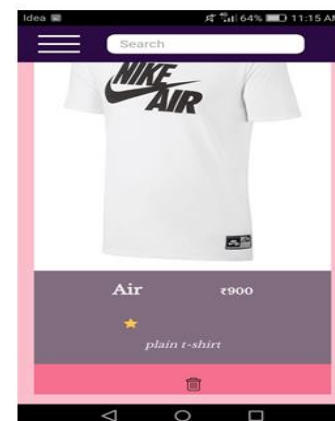 Idea 64% 11:15 AM
Search
NIKE
AIR
Air ₹900
plain t-shirt